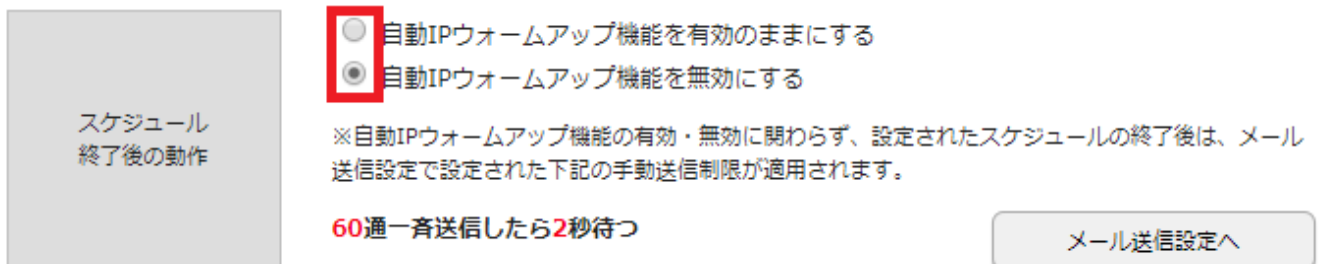 自動IPウォームアップ機能を有効のままにする
自動IPウォームアップ機能を無効にする
スケジュール
終了後の動作
※自動IPウォームアップ機能の有効・無効に関わらず、設定されたスケジュールの終了後は、メール
送信設定で設定された下記の手動送信制限が適用されます。
60通一斉送信したら2秒待つ
メール送信設定へ